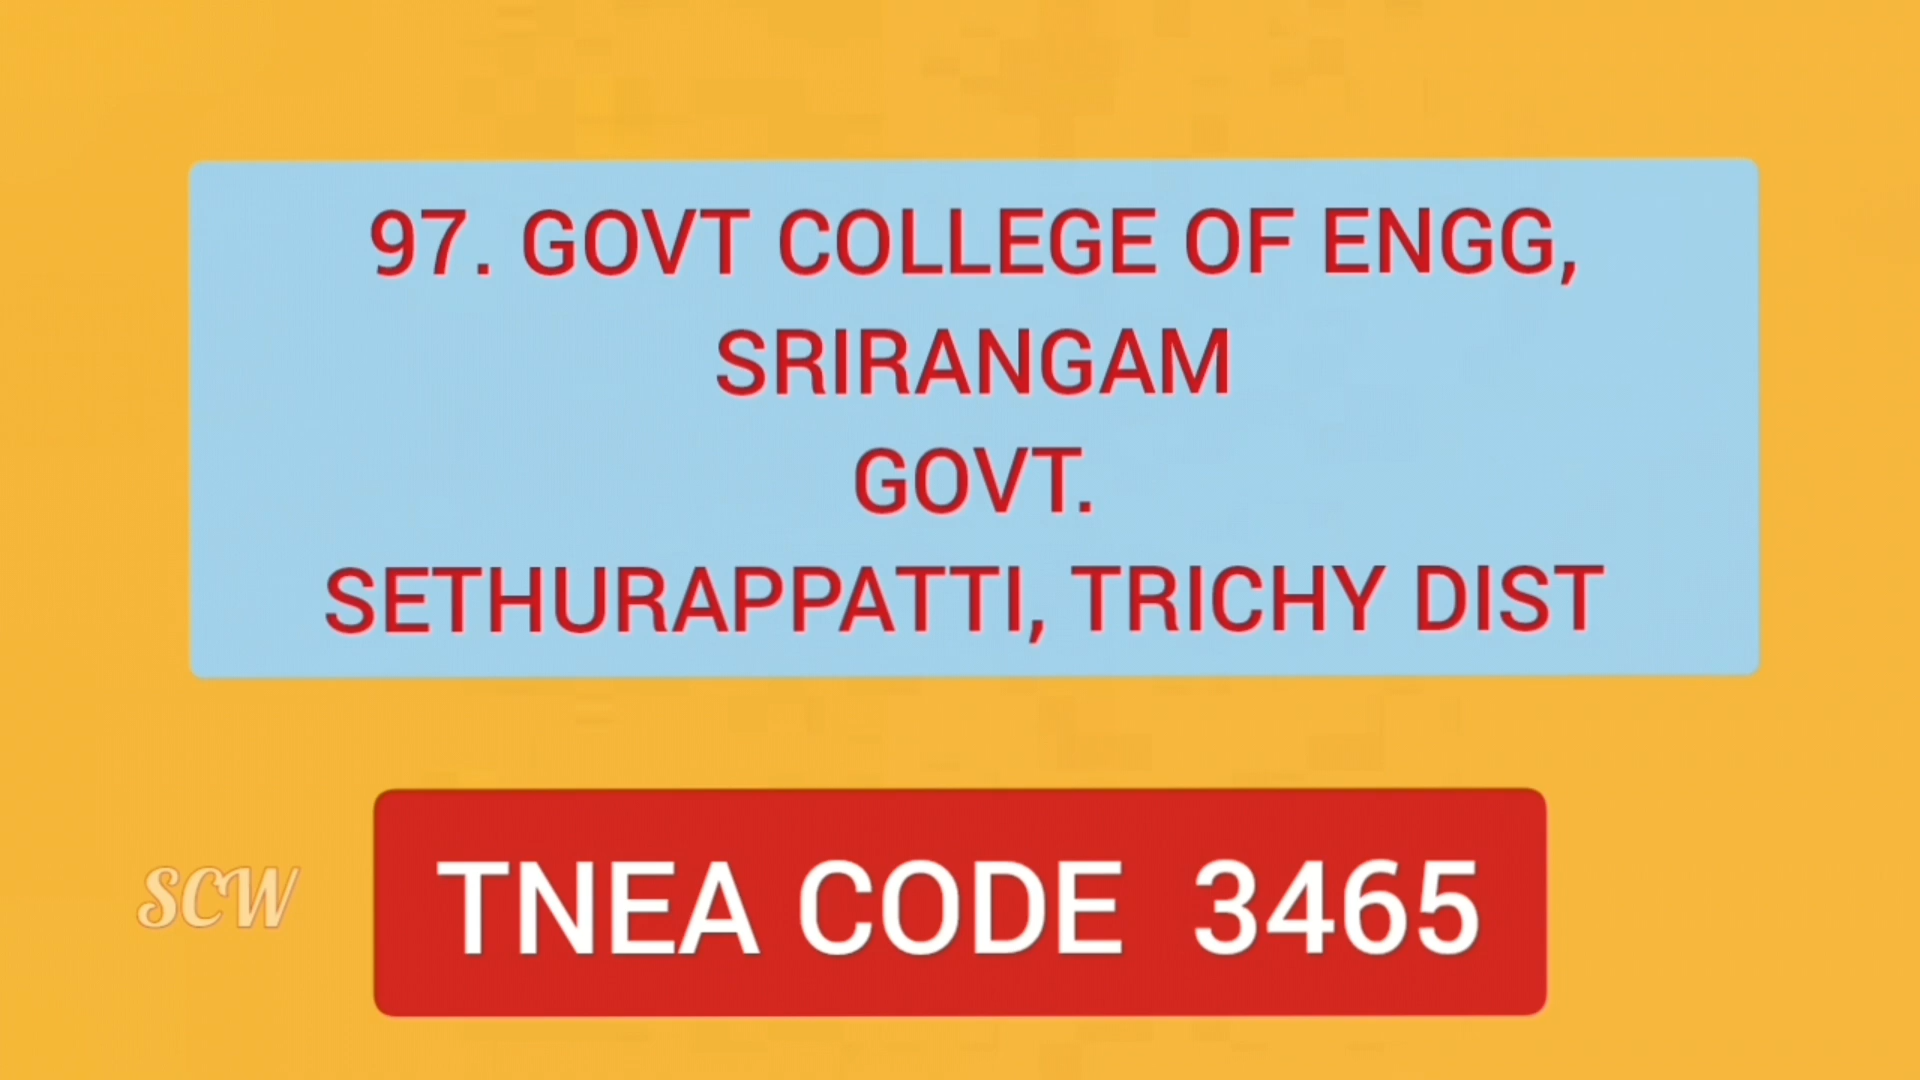 97. GOVT COLLEGE OF ENGG,
SRIRANGAM
GOVT.
SETHURAPPATTI, TRICHY DIST
SCW
TNEA CODE 3465